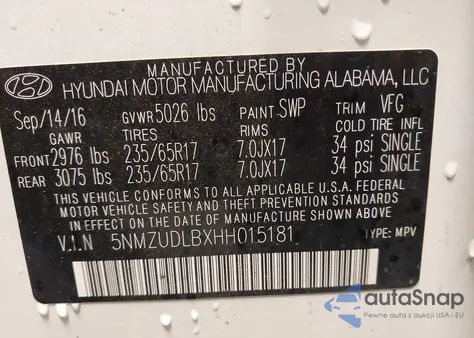 MANUFACTURED BY
HYUNDAI MOTOR MANUFACTURING ALABAMA, LLC
Sep/14/16 GVWR 5026 lbs PAINT SWP TRIM VFG
GAWR TIRES RIMS COLD TIRE INFL
FRONT 2976 lbs 235/65R17 7.0JX17 34 psi SINGLE
REAR 3075 lbs 235/65R17 7.0JX17 34 psi SINGLE
THIS VEHICLE CONFORMS TO ALL APPLICABLE U.S.A. FEDERAL
MOTOR VEHICLE SAFETY, BUMPER, AND THEFT PREVENTION STANDARDS
IN EFFECT ON THE DATE OF MANUFACTURE SHOWN ABOVE.
V.I.N 5NMZUDLBXHH015181 TYPE: MPV
autoSnap
Pewne auta z aukcji USA i EU